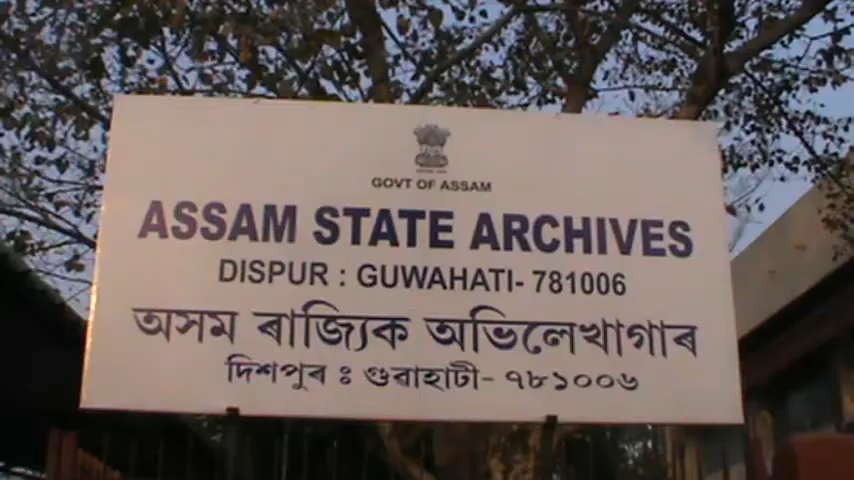 GOVT OF ASSAM
ASSAM STATE ARCHIVES
DISPUR : GUWAHATI- 781006
অসম ৰাজ্যিক অভিলেখাগাৰ
দিশপুৰ ঃ গুৱাহাটী- ৭৮১০০৬